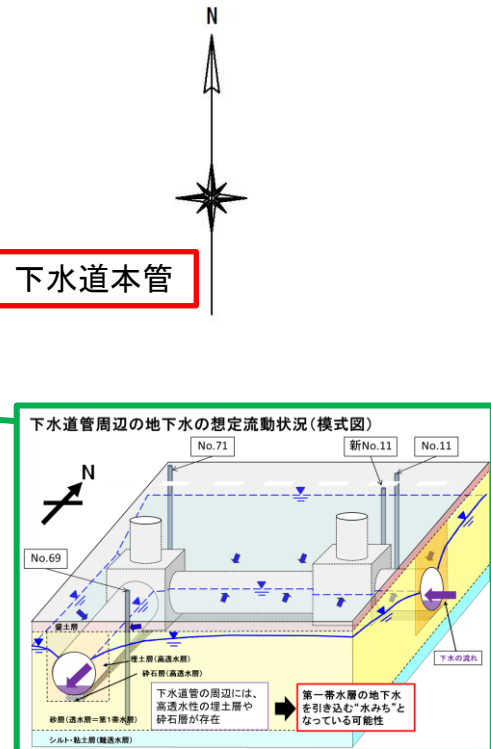 N
下水道本管
下水道管周辺の地下水の想定流動状況(模式図)
No.71
新No.11
No.11
N
No.69
盛土層
埋土層(高透水層)
砕石層(高透水層)
下水の流れ
下水道管の周辺には、
高透水性の埋土層や
砕石層が存在
第一帯水層の地下水
を引き込む“水みち”と
なっている可能性
砂層(透水層=第1帯水層)
シルト・粘土層(難透水層)